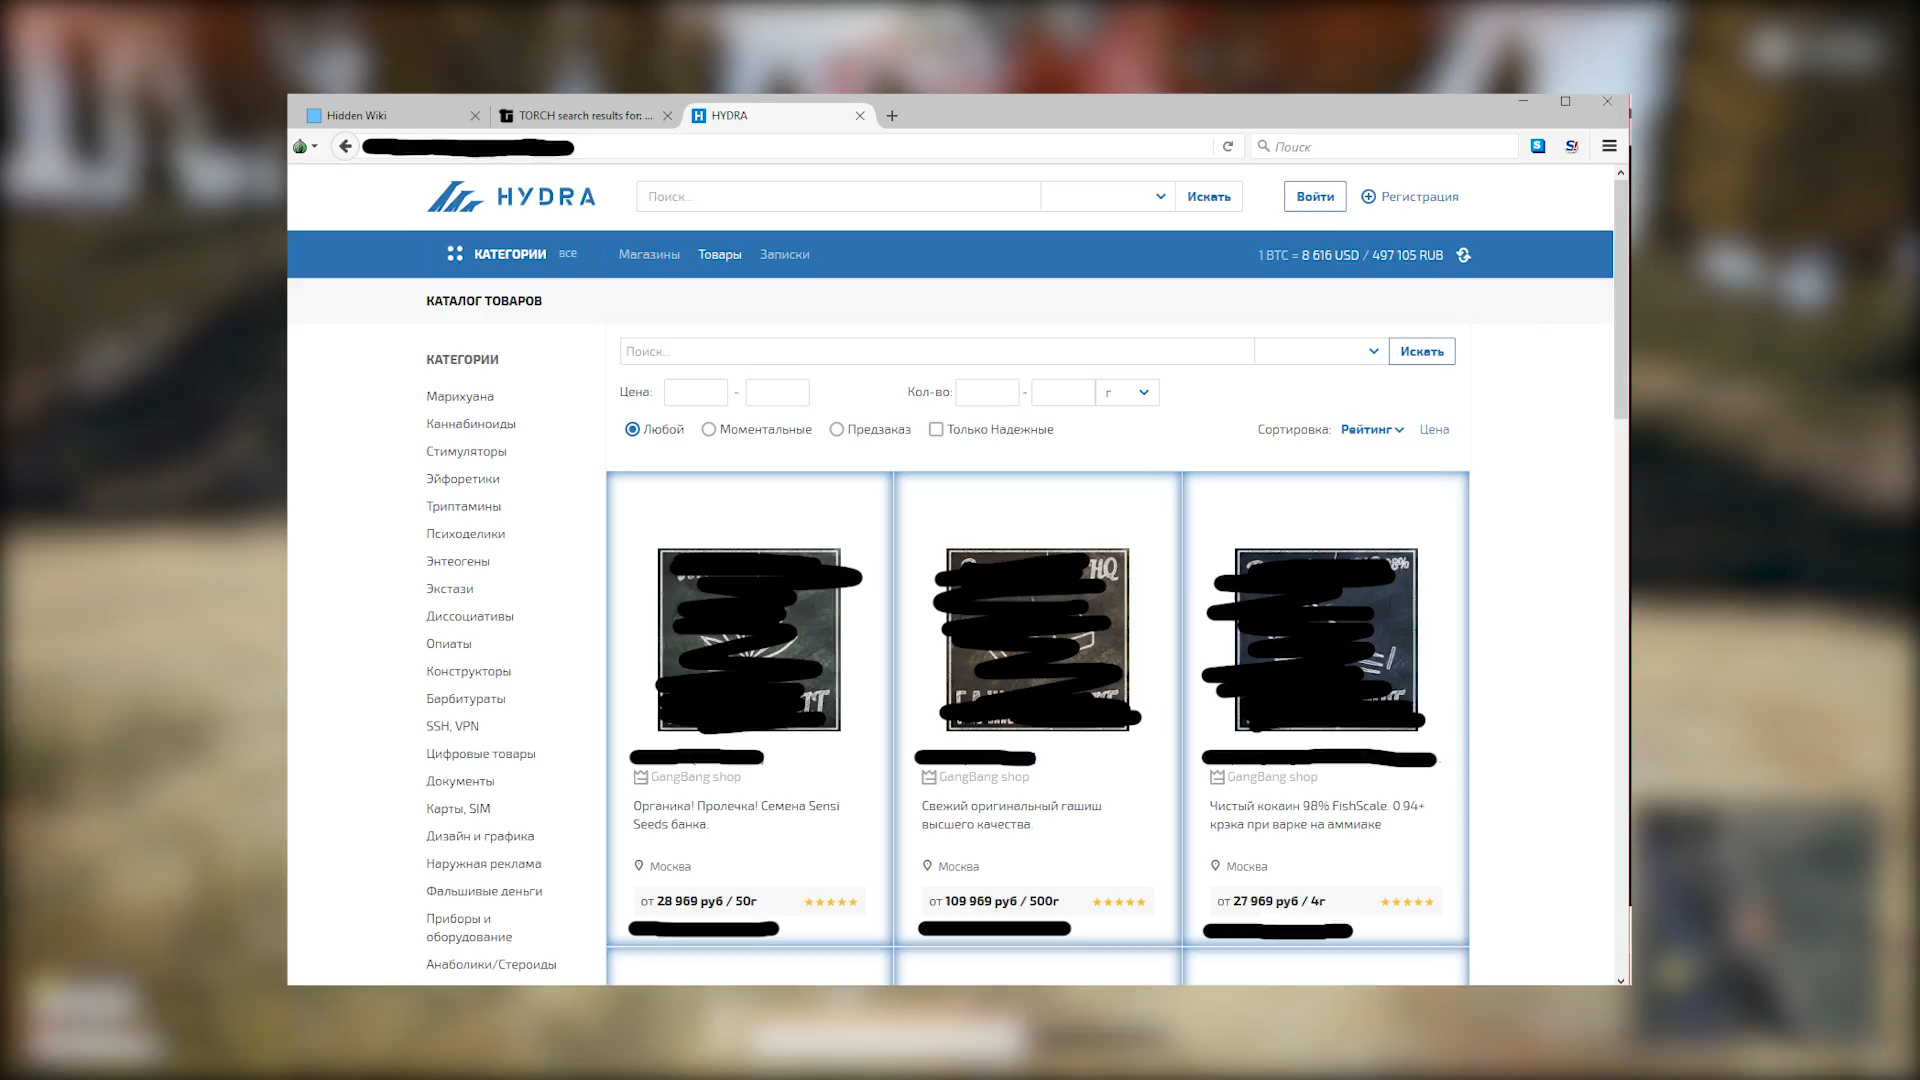 Hidden Wiki
TORCH search results for: ...
HYDRA
Поиск
HYDRA
Поиск...
Искать
Войти
Регистрация
КАТЕГОРИИ все
Магазины
Товары
Записки
1 BTC = 8 616 USD / 497 105 RUB
КАТАЛОГ ТОВАРОВ
КАТЕГОРИИ
Марихуана
Каннабиноиды
Стимуляторы
Эйфоретики
Триптамины
Психоделики
Энтеогены
Экстази
Диссоциативы
Опиаты
Конструкторы
Барбитураты
SSH, VPN
Цифровые товары
Документы
Карты, SIM
Дизайн и графика
Наружная реклама
Фальшивые деньги
Приборы и
оборудование
Анаболики/Стероиды
Поиск...
Искать
Цена: -
Кол-во: - г
Любой
Моментальные
Предзаказ
Только Надежные
Сортировка: Рейтинг Цена
GangBang shop
Органика! Пролечка! Семена Sensi
Seeds банка.
Москва
от 28 969 руб / 50г
HQ
GangBang shop
Свежий оригинальный гашиш
высшего качества.
Москва
от 109 969 руб / 500г
98%
GangBang shop
Чистый кокаин 98% FishScale. 0.94+
крэка при варке на аммиаке
Москва
от 27 969 руб / 4г